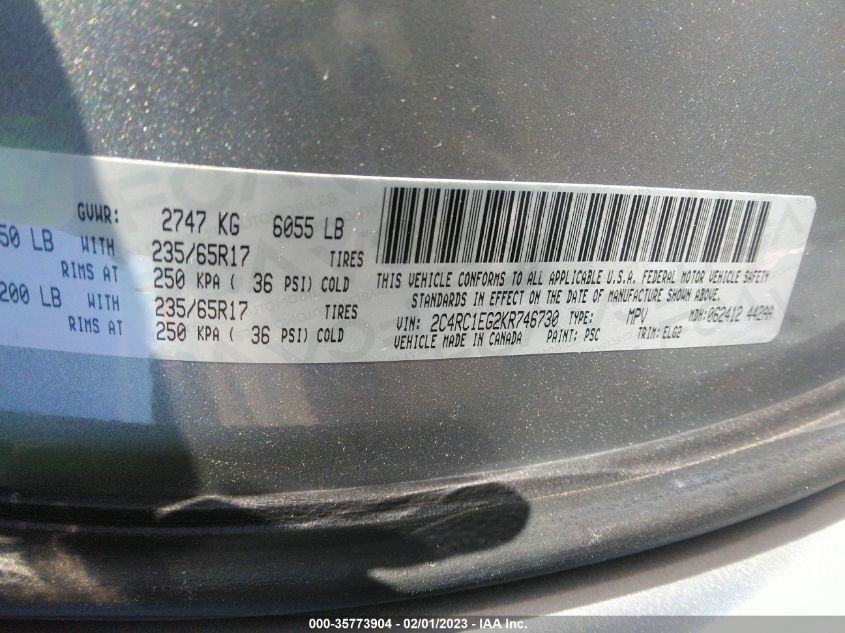 GVWR: 2747 KG 6055 LB
50 LB WITH 235/65R17 TIRES
RIMS AT 250 KPA ( 36 PSI) COLD
200 LB WITH 235/65R17 TIRES
RIMS AT 250 KPA ( 36 PSI) COLD
THIS VEHICLE CONFORMS TO ALL APPLICABLE U.S.A. FEDERAL MOTOR VEHICLE SAFETY
STANDARDS IN EFFECT ON THE DATE OF MANUFACTURE SHOWN ABOVE.
VIN: 2C4RC1EG2KR746730 TYPE: MPV MDH: 062412 442AA
VEHICLE MADE IN CANADA PAINT: PSC TRIM: ELG2
000-35773904 - 02/01/2023 - IAA Inc.